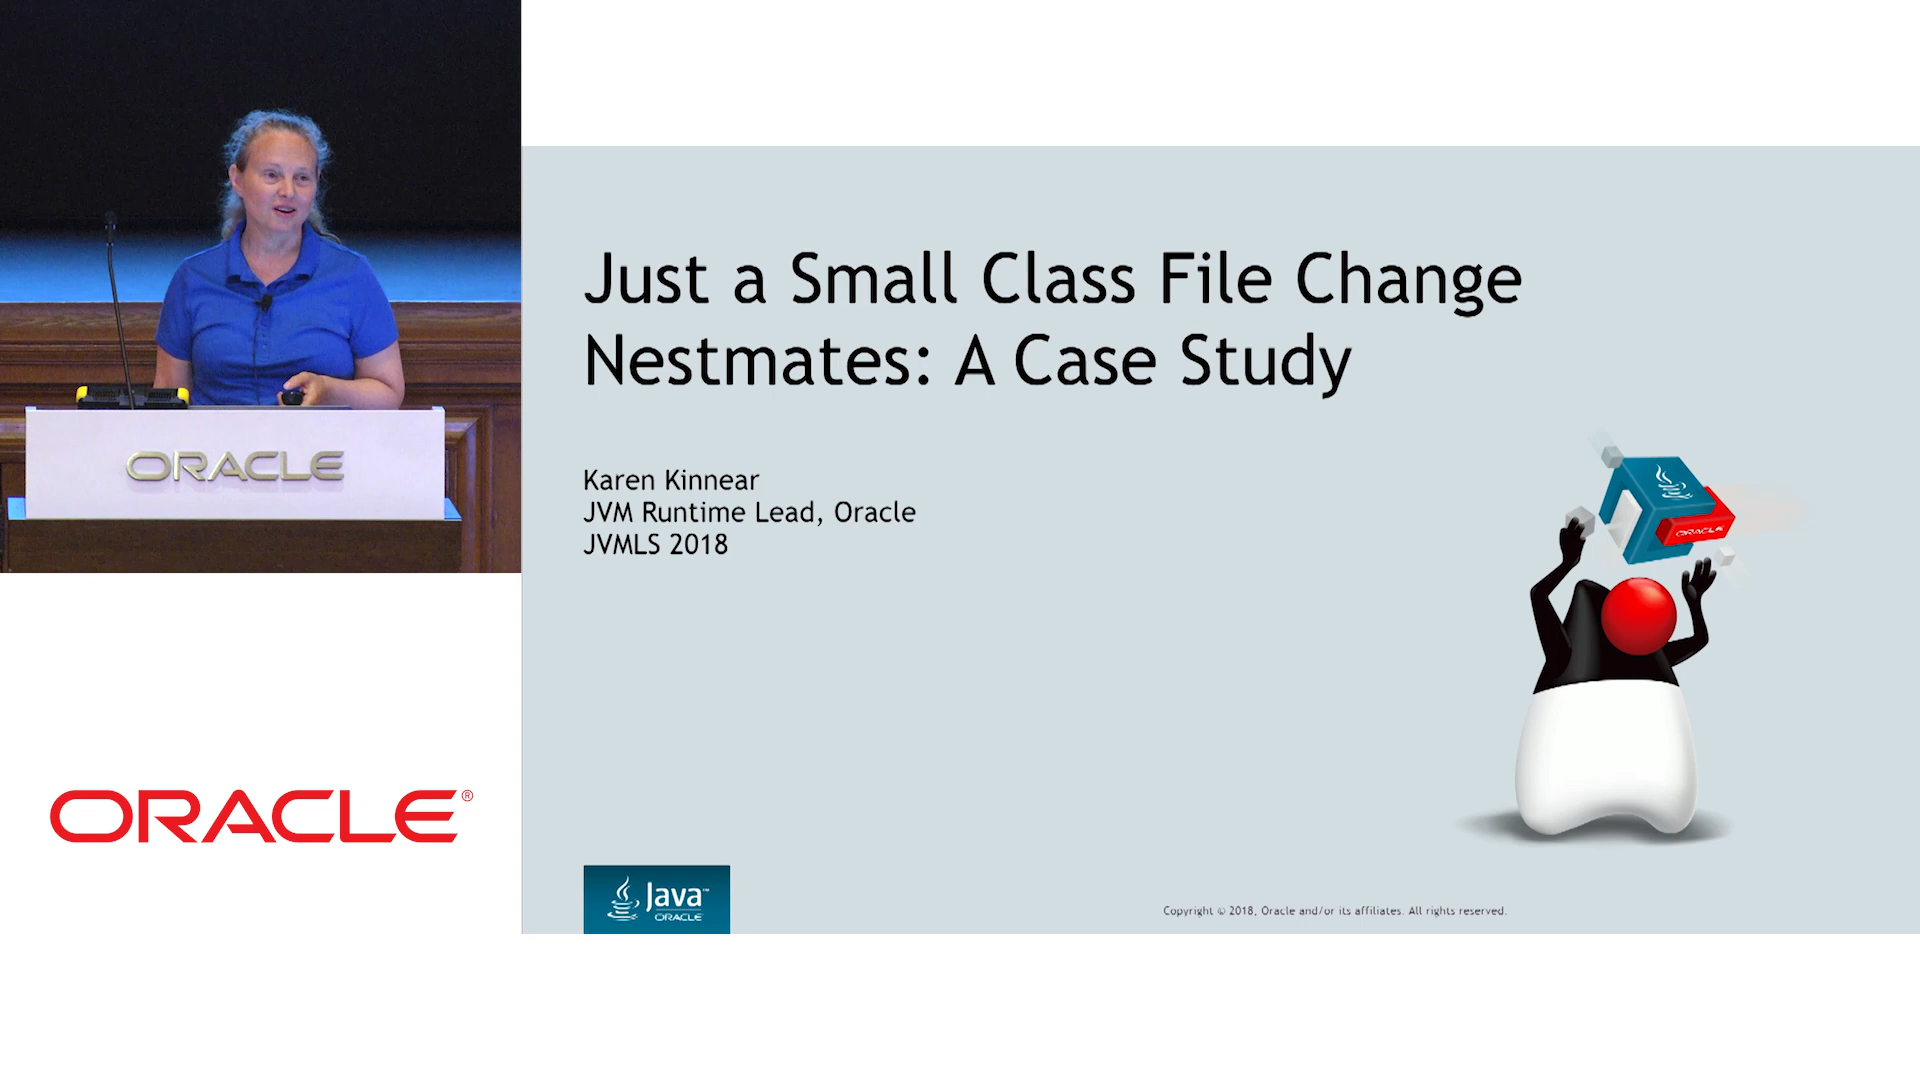 Just a Small Class File Change
Nestmates: A Case Study
Karen Kinnear
JVM Runtime Lead, Oracle
JVMLS 2018
ORACLE
ORACLE
ORACLE®
Java™
ORACLE
Copyright © 2018, Oracle and/or its affiliates. All rights reserved.